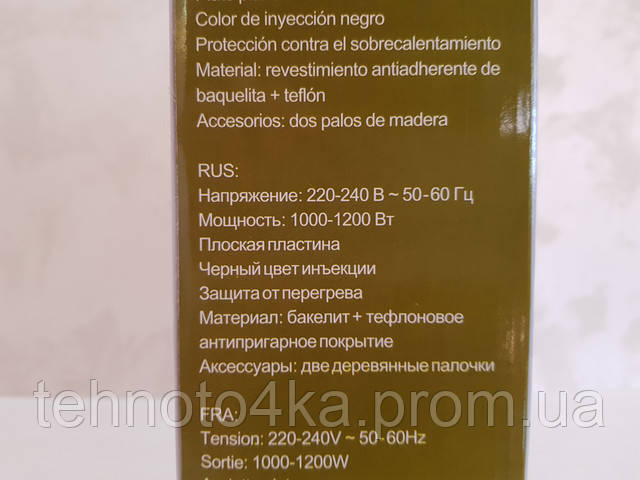 Color de inyección negro
Protección contra el sobrecalentamiento
Material: revestimiento antiadherente de
baquelita + teflón
Accesorios: dos palos de madera
RUS:
Напряжение: 220-240 В ~ 50-60 Гц
Мощность: 1000-1200 Вт
Плоская пластина
Черный цвет инъекции
Защита от перегрева
Материал: бакелит + тефлоновое
антипригарное покрытие
Аксессуары: две деревянные палочки
tehnoto4ka.prom.ua
FRA:
Tension: 220-240V ~ 50-60Hz
Sortie: 1000-1200W